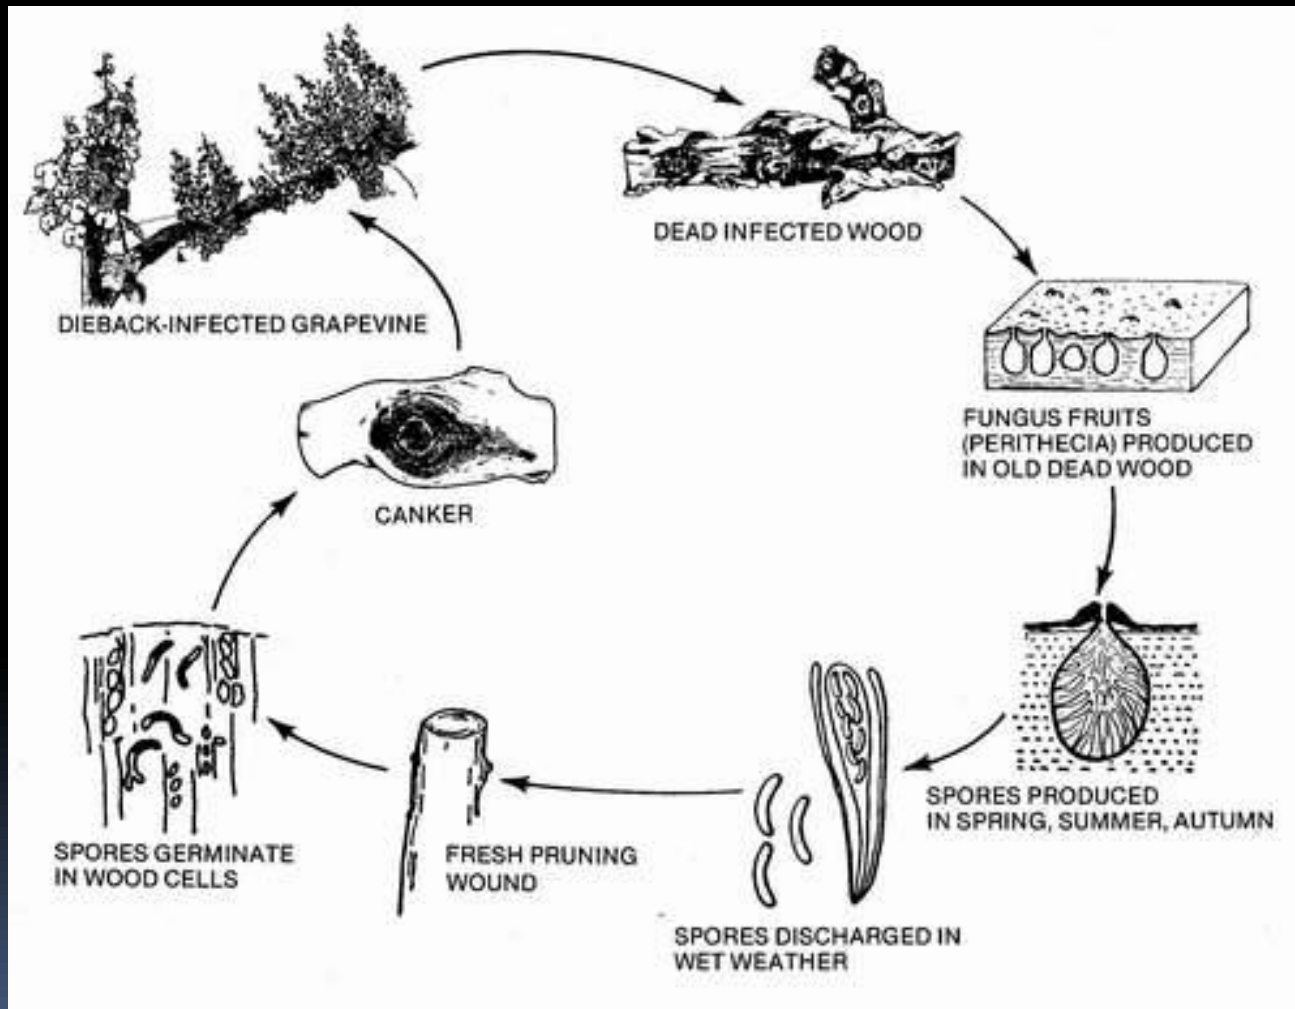 DEAD INFECTED WOOD
DIEBACK-INFECTED GRAPEVINE
FUNGUS FRUITS
(PERITHECIA) PRODUCED
IN OLD DEAD WOOD
CANKER
SPORES PRODUCED
IN SPRING, SUMMER, AUTUMN
SPORES GERMINATE
IN WOOD CELLS
FRESH PRUNING
WOUND
SPORES DISCHARGED IN
WET WEATHER